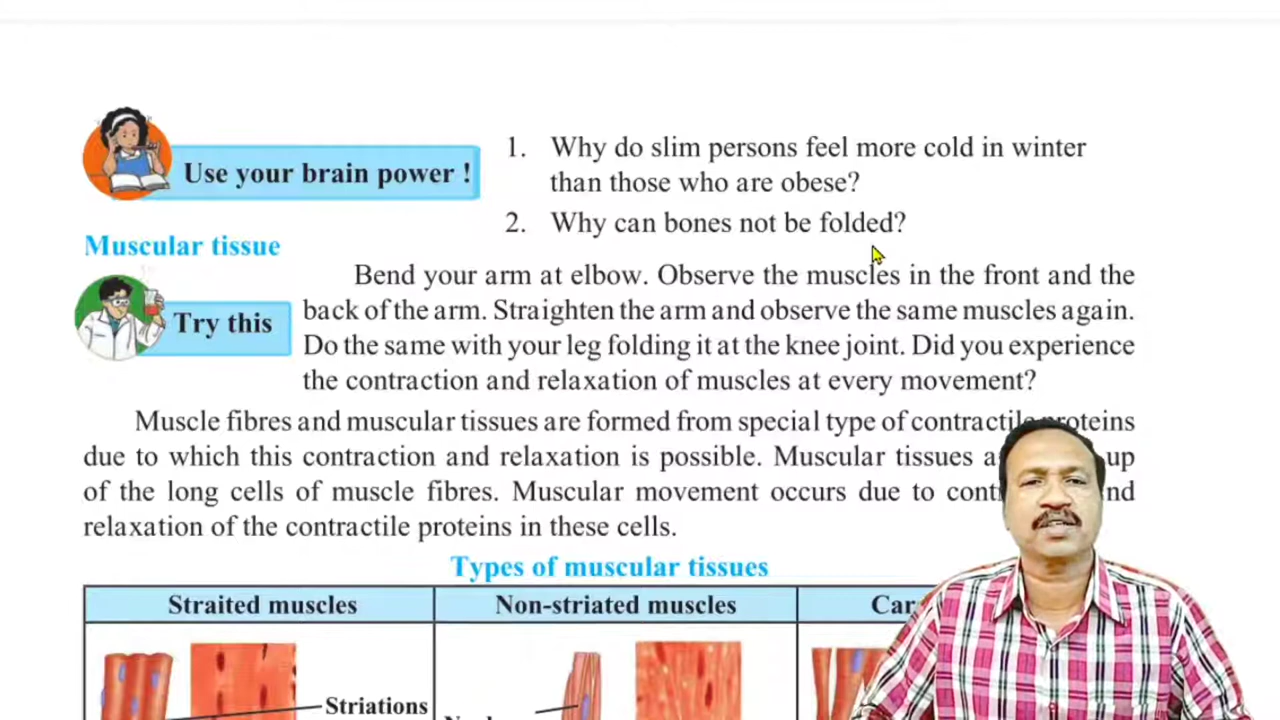 Use your brain power !
1. Why do slim persons feel more cold in winter
than those who are obese?
2. Why can bones not be folded?
Muscular tissue
Try this
Bend your arm at elbow. Observe the muscles in the front and the
back of the arm. Straighten the arm and observe the same muscles again.
Do the same with your leg folding it at the knee joint. Did you experience
the contraction and relaxation of muscles at every movement?
Muscle fibres and muscular tissues are formed from special type of contractile proteins
due to which this contraction and relaxation is possible. Muscular tissues up
of the long cells of muscle fibres. Muscular movement occurs due to
relaxation of the contractile proteins in these cells.
Types of muscular tissues
Straited muscles
Non-striated muscles
Striations